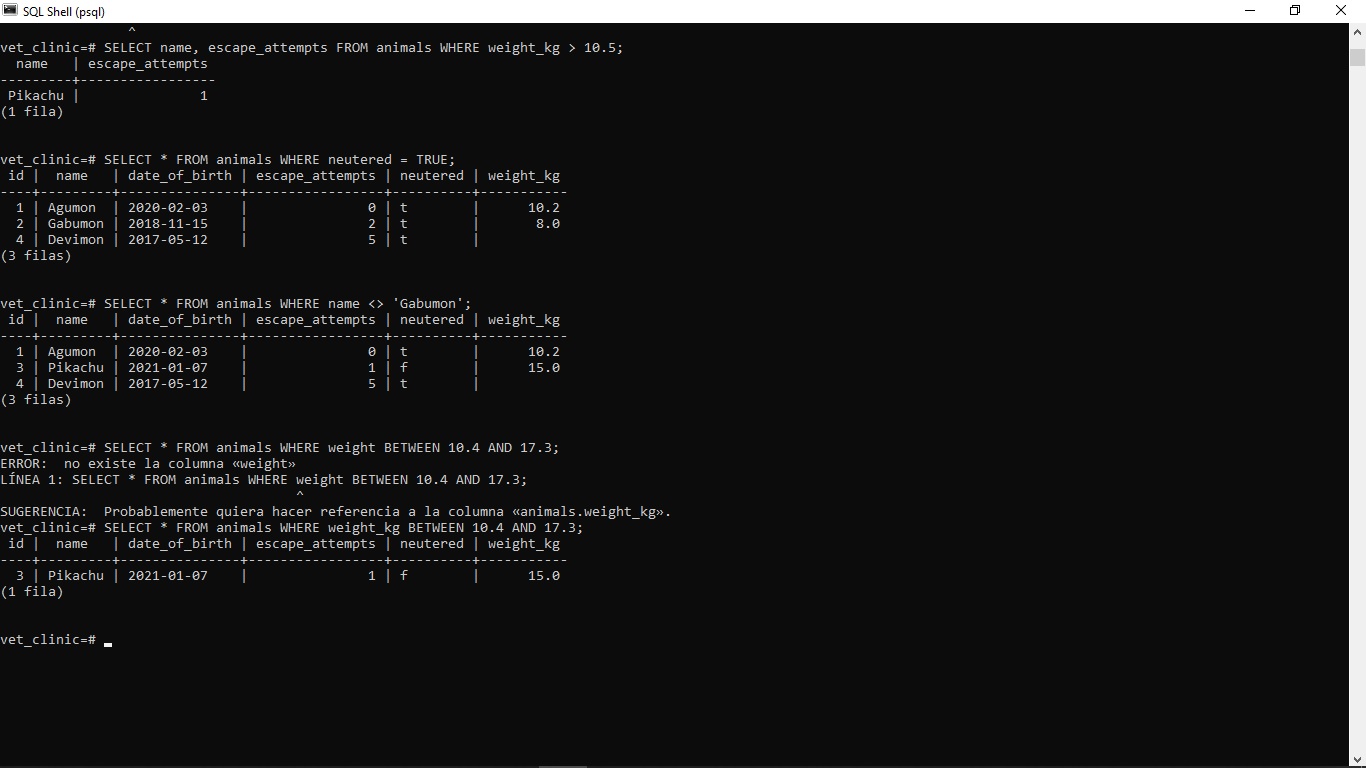 SQL Shell (psql)
^
vet_clinic=# SELECT name, escape_attempts FROM animals WHERE weight_kg > 10.5;
  name   | escape_attempts
---------+-----------------
 Pikachu |               1
(1 fila)
vet_clinic=# SELECT * FROM animals WHERE neutered = TRUE;
 id |  name   | date_of_birth | escape_attempts | neutered | weight_kg
----+---------+---------------+-----------------+----------+-----------
  1 | Agumon  | 2020-02-03    |               0 | t        |      10.2
  2 | Gabumon | 2018-11-15    |               2 | t        |       8.0
  4 | Devimon | 2017-05-12    |               5 | t        |
(3 filas)
vet_clinic=# SELECT * FROM animals WHERE name <> 'Gabumon';
 id |  name   | date_of_birth | escape_attempts | neutered | weight_kg
----+---------+---------------+-----------------+----------+-----------
  1 | Agumon  | 2020-02-03    |               0 | t        |      10.2
  3 | Pikachu | 2021-01-07    |               1 | f        |      15.0
  4 | Devimon | 2017-05-12    |               5 | t        |
(3 filas)
vet_clinic=# SELECT * FROM animals WHERE weight BETWEEN 10.4 AND 17.3;
ERROR:  no existe la columna «weight»
LÍNEA 1: SELECT * FROM animals WHERE weight BETWEEN 10.4 AND 17.3;
                                     ^
SUGERENCIA:  Probablemente quiera hacer referencia a la columna «animals.weight_kg».
vet_clinic=# SELECT * FROM animals WHERE weight_kg BETWEEN 10.4 AND 17.3;
 id |  name   | date_of_birth | escape_attempts | neutered | weight_kg
----+---------+---------------+-----------------+----------+-----------
  3 | Pikachu | 2021-01-07    |               1 | f        |      15.0
(1 fila)
vet_clinic=# _